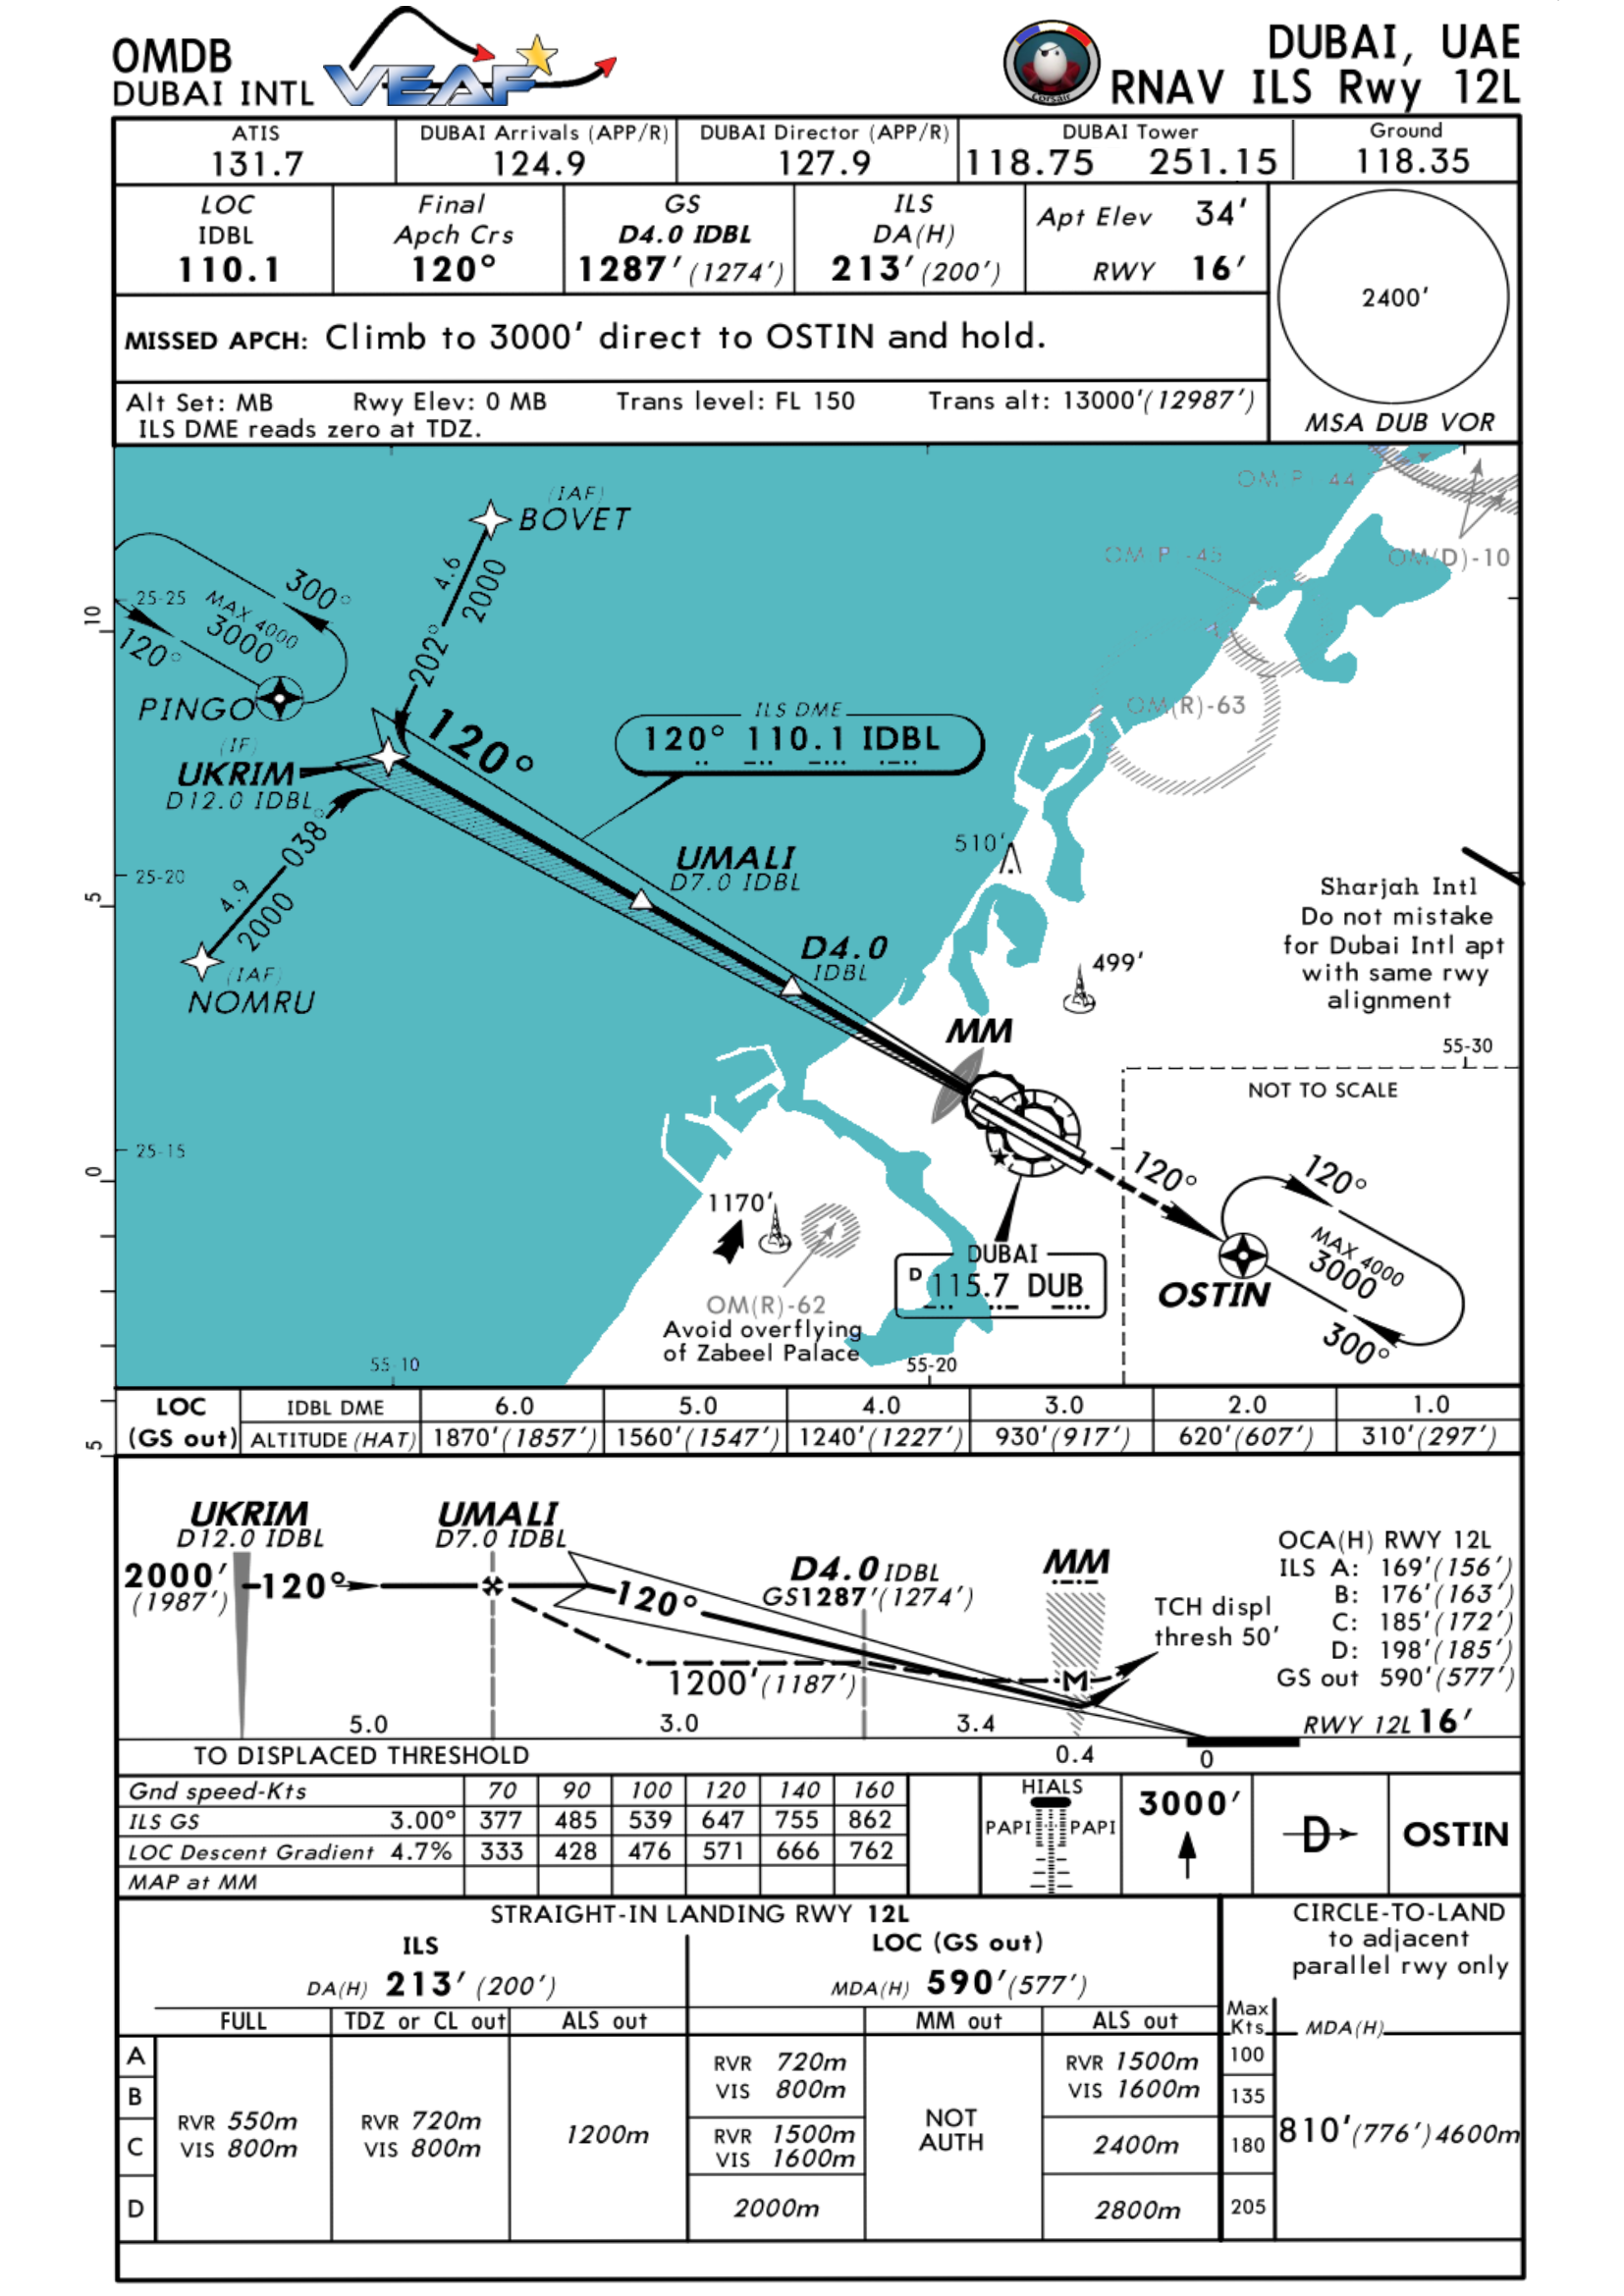 OMDB
DUBAI INTL
VEAF
Corsair
DUBAI, UAE
RNAV ILS Rwy 12L
ATIS
131.7
DUBAI Arrivals (APP/R)
124.9
DUBAI Director (APP/R)
127.9
DUBAI Tower
118.75 251.15
Ground
118.35
LOC
IDBL
110.1
Final
Apch Crs
120°
GS
D4.0 IDBL
1287' (1274')
ILS
DA(H)
213' (200')
Apt Elev 34'
RWY 16'
2400'
MSA DUB VOR
MISSED APCH: Climb to 3000' direct to OSTIN and hold.
Alt Set: MB Rwy Elev: 0 MB Trans level: FL 150 Trans alt: 13000' (12987')
ILS DME reads zero at TDZ.
(IAF)
BOVET
4.6
2000
202°
300°
25-25
MAX 4000
3000
120°
PINGO
10
(IF)
UKRIM
D12.0 IDBL
120°
ILS DME
120° 110.1 IDBL
038°
4.9
2000
(IAF)
NOMRU
25-20
5
UMALI
D7.0 IDBL
D4.0
IDBL
OM P -44
OM P -45
OM(D)-10
OM(R)-63
510'
499'
MM
Sharjah Intl
Do not mistake
for Dubai Intl apt
with same rwy
alignment
55-30
NOT TO SCALE
25-15
0
1170'
OM(R)-62
Avoid overflying
of Zabeel Palace
DUBAI
D 115.7 DUB
120°
120°
MAX 4000
3000
OSTIN
300°
55-10
55-20
5
LOC
(GS out)
IDBL DME 6.0 5.0 4.0 3.0 2.0 1.0
ALTITUDE (HAT) 1870' (1857') 1560' (1547') 1240' (1227') 930' (917') 620' (607') 310' (297')
UKRIM
D12.0 IDBL
2000'
(1987')
120°
UMALI
D7.0 IDBL
120°
D4.0 IDBL
GS1287' (1274')
1200' (1187')
MM
M
TCH displ
thresh 50'
OCA(H) RWY 12L
ILS A: 169' (156')
B: 176' (163')
C: 185' (172')
D: 198' (185')
GS out 590' (577')
RWY 12L 16'
5.0 3.0 3.4
TO DISPLACED THRESHOLD
0.4 0
Gnd speed-Kts 70 90 100 120 140 160
ILS GS 3.00° 377 485 539 647 755 862
LOC Descent Gradient 4.7% 333 428 476 571 666 762
MAP at MM
HIALS
PAPI PAPI
3000'
D
OSTIN
STRAIGHT-IN LANDING RWY 12L
ILS
DA(H) 213' (200')
LOC (GS out)
MDA(H) 590' (577')
CIRCLE-TO-LAND
to adjacent
parallel rwy only
FULL
TDZ or CL out
ALS out
MM out
ALS out
Max
Kts
MDA(H)
A
B
C
D
RVR 550m
VIS 800m
RVR 720m
VIS 800m
1200m
RVR 720m
VIS 800m
RVR 1500m
VIS 1600m
2000m
NOT
AUTH
RVR 1500m
VIS 1600m
2400m
2800m
100
135
180
205
810' (776') 4600m